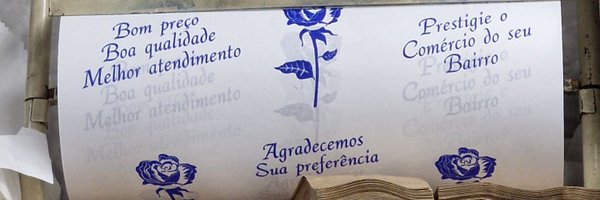 Bom preço
Boa qualidade
Melhor atendimento
Prestigie o
Comércio do seu
Bairro
Agradecemos
Sua preferência